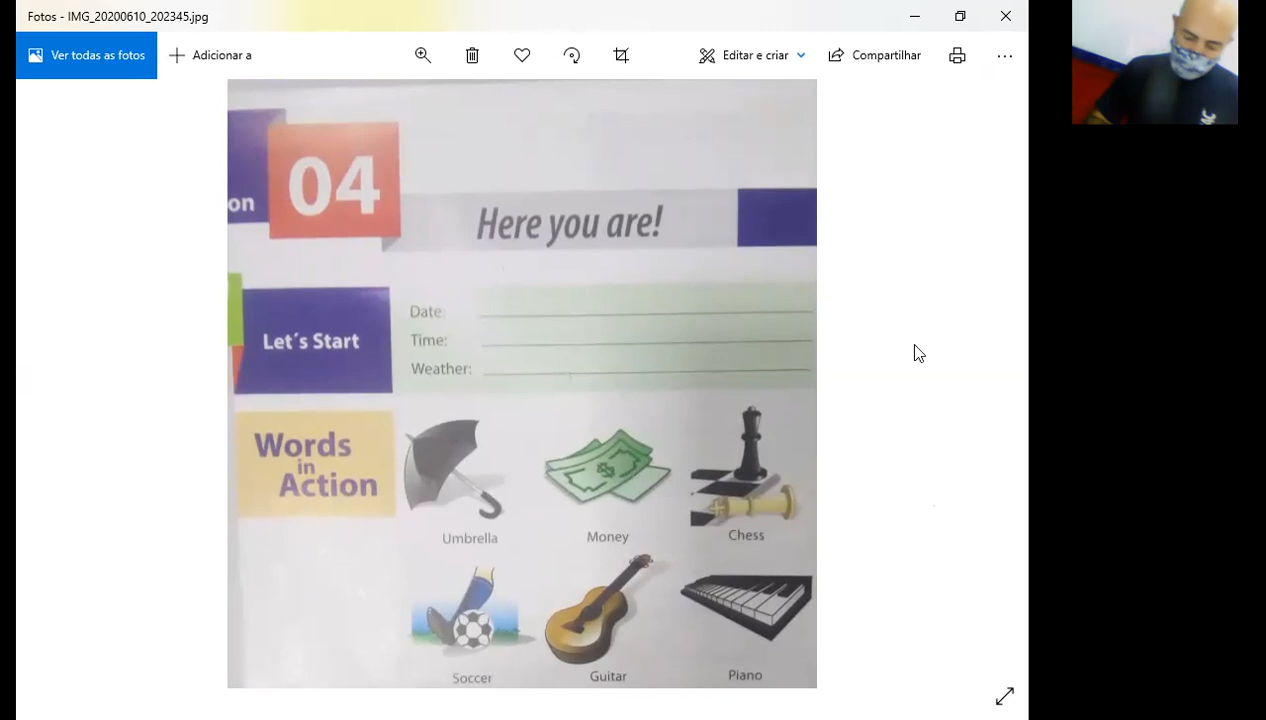 Fotos - IMG_20200610_202345.jpg
Ver todas as fotos
Adicionar a
Editar e criar
Compartilhar
on
04
Here you are!
Let´s Start
Date:
Time:
Weather:
Words
in
Action
Umbrella
Money
Chess
Soccer
Guitar
Piano